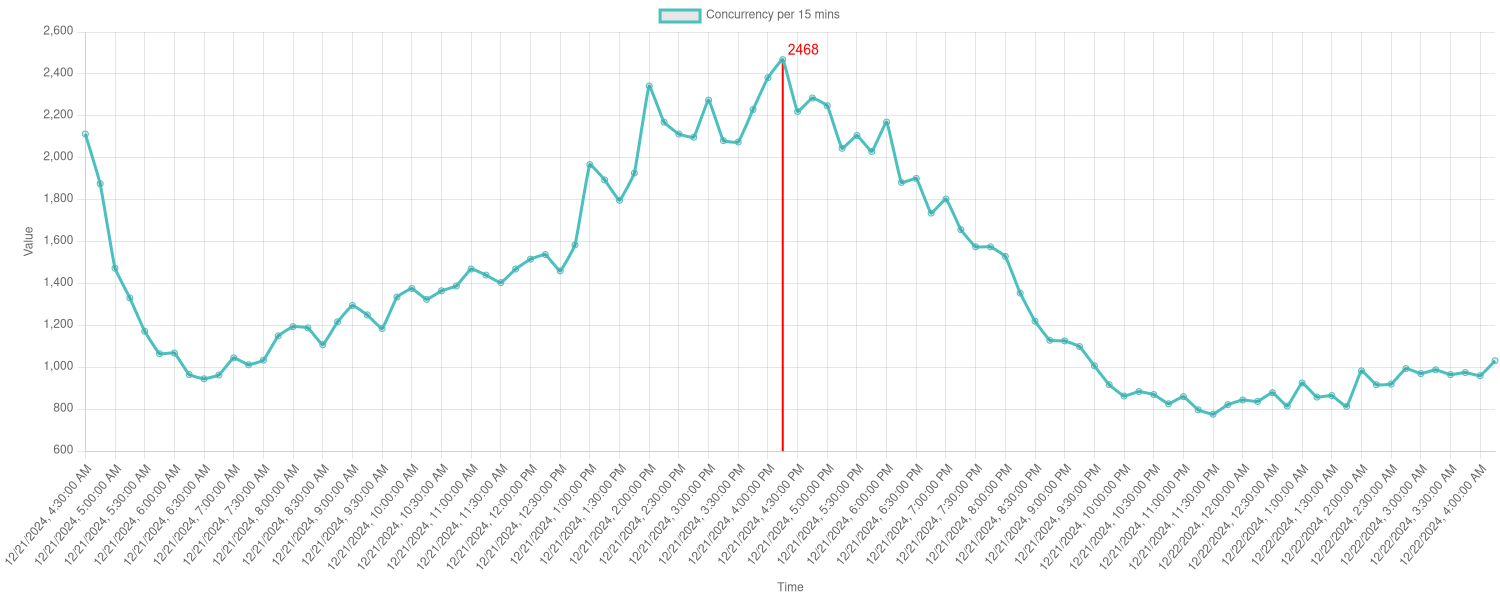 Concurrency per 15 mins
2,600
2,400
2,200
2,000
1,800
1,600
1,400
1,200
1,000
800
600
Value
2468
12/21/2024, 4:30:00 AM
12/21/2024, 5:00:00 AM
12/21/2024, 5:30:00 AM
12/21/2024, 6:00:00 AM
12/21/2024, 6:30:00 AM
12/21/2024, 7:00:00 AM
12/21/2024, 7:30:00 AM
12/21/2024, 8:00:00 AM
12/21/2024, 8:30:00 AM
12/21/2024, 9:00:00 AM
12/21/2024, 9:30:00 AM
12/21/2024, 10:00:00 AM
12/21/2024, 10:30:00 AM
12/21/2024, 11:00:00 AM
12/21/2024, 11:30:00 AM
12/21/2024, 12:00:00 PM
12/21/2024, 12:30:00 PM
12/21/2024, 1:00:00 PM
12/21/2024, 1:30:00 PM
12/21/2024, 2:00:00 PM
12/21/2024, 2:30:00 PM
12/21/2024, 3:00:00 PM
12/21/2024, 3:30:00 PM
12/21/2024, 4:00:00 PM
12/21/2024, 4:30:00 PM
12/21/2024, 5:00:00 PM
12/21/2024, 5:30:00 PM
12/21/2024, 6:00:00 PM
12/21/2024, 6:30:00 PM
12/21/2024, 7:00:00 PM
12/21/2024, 7:30:00 PM
12/21/2024, 8:00:00 PM
12/21/2024, 8:30:00 PM
12/21/2024, 9:00:00 PM
12/21/2024, 9:30:00 PM
12/21/2024, 10:00:00 PM
12/21/2024, 10:30:00 PM
12/21/2024, 11:00:00 PM
12/21/2024, 11:30:00 PM
12/22/2024, 12:00:00 AM
12/22/2024, 12:30:00 AM
12/22/2024, 1:00:00 AM
12/22/2024, 1:30:00 AM
12/22/2024, 2:00:00 AM
12/22/2024, 2:30:00 AM
12/22/2024, 3:00:00 AM
12/22/2024, 3:30:00 AM
12/22/2024, 4:00:00 AM
Time